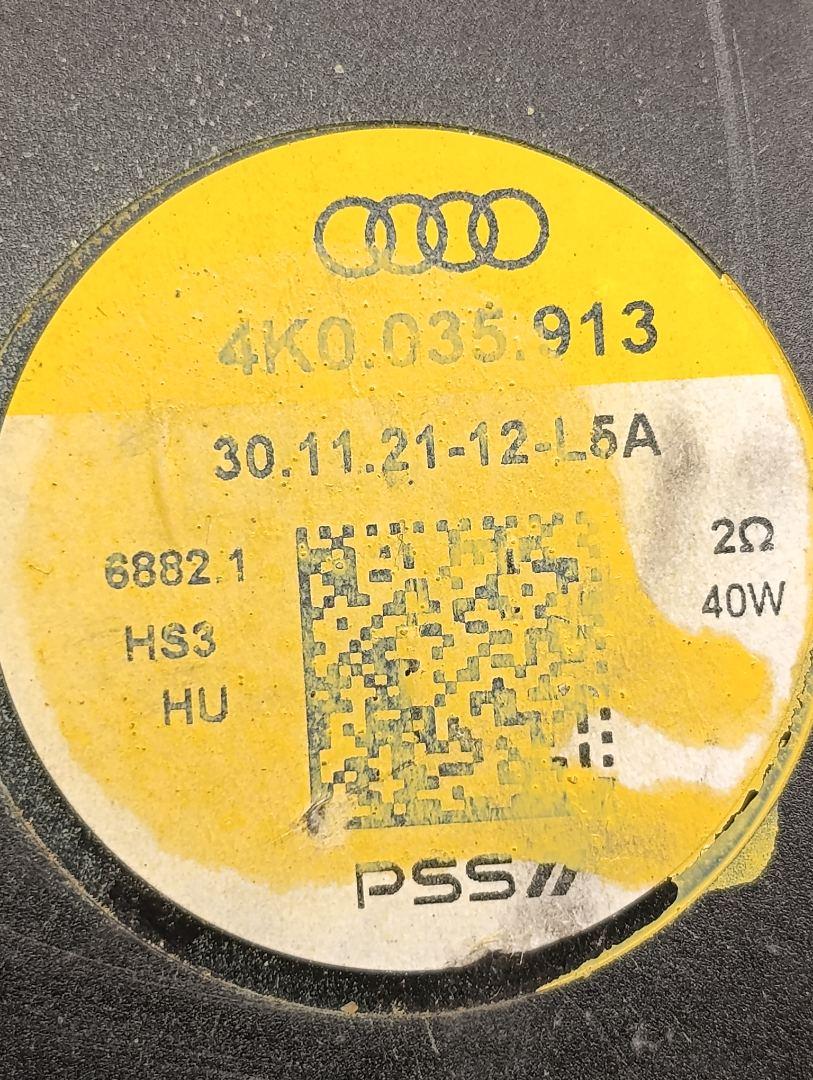 4K0.035.913
30.11.21-12-L5A
6882.1
HS3
HU
2Ω
40W
PSS